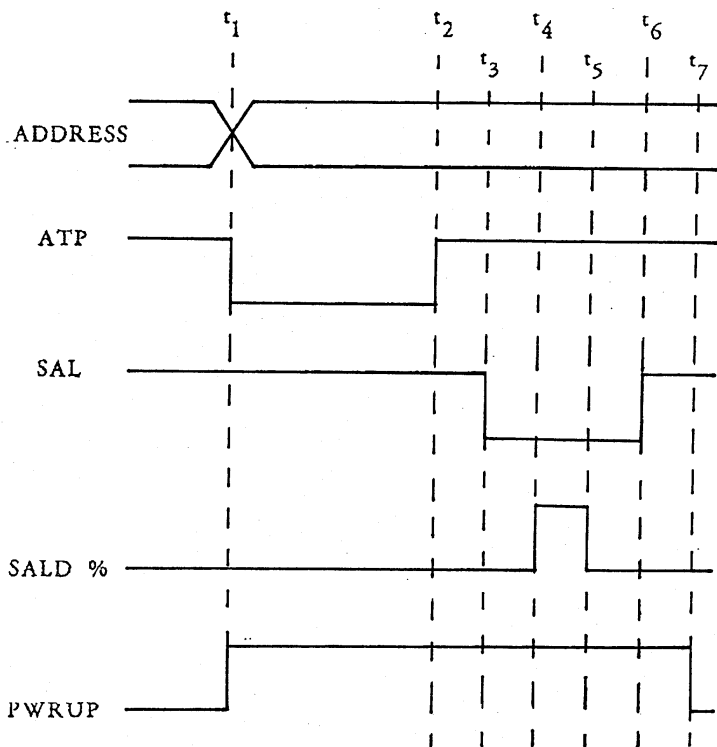 t1 t2 t4 t6
t3 t5 t7
ADDRESS
ATP
SAL
SALD %
PWRUP